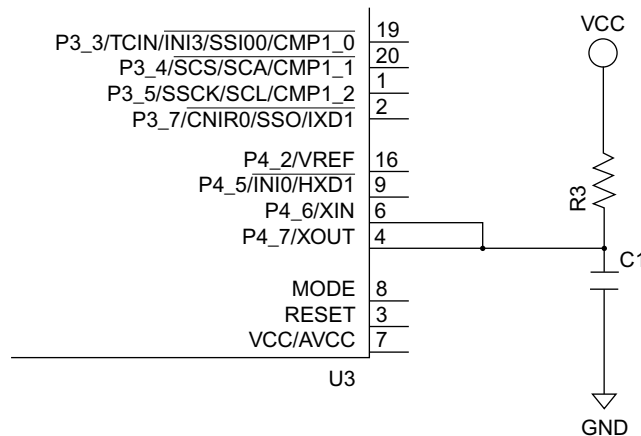 19
P3_3/TCIN/INI3/SSI00/CMP1_0
20
P3_4/SCS/SCA/CMP1_1
1
P3_5/SSCK/SCL/CMP1_2
2
P3_7/CNIR0/SSO/IXD1
P4_2/VREF 16
P4_5/INI0/HXD1 9
P4_6/XIN 6
P4_7/XOUT 4
MODE 8
RESET 3
VCC/AVCC 7
U3
VCC
R3
C1
GND